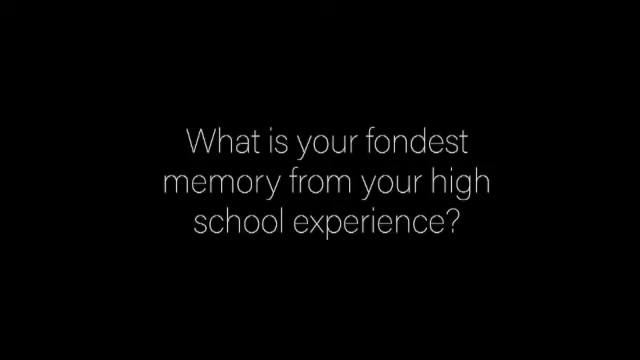 What is your fondest
memory from your high
school experience?